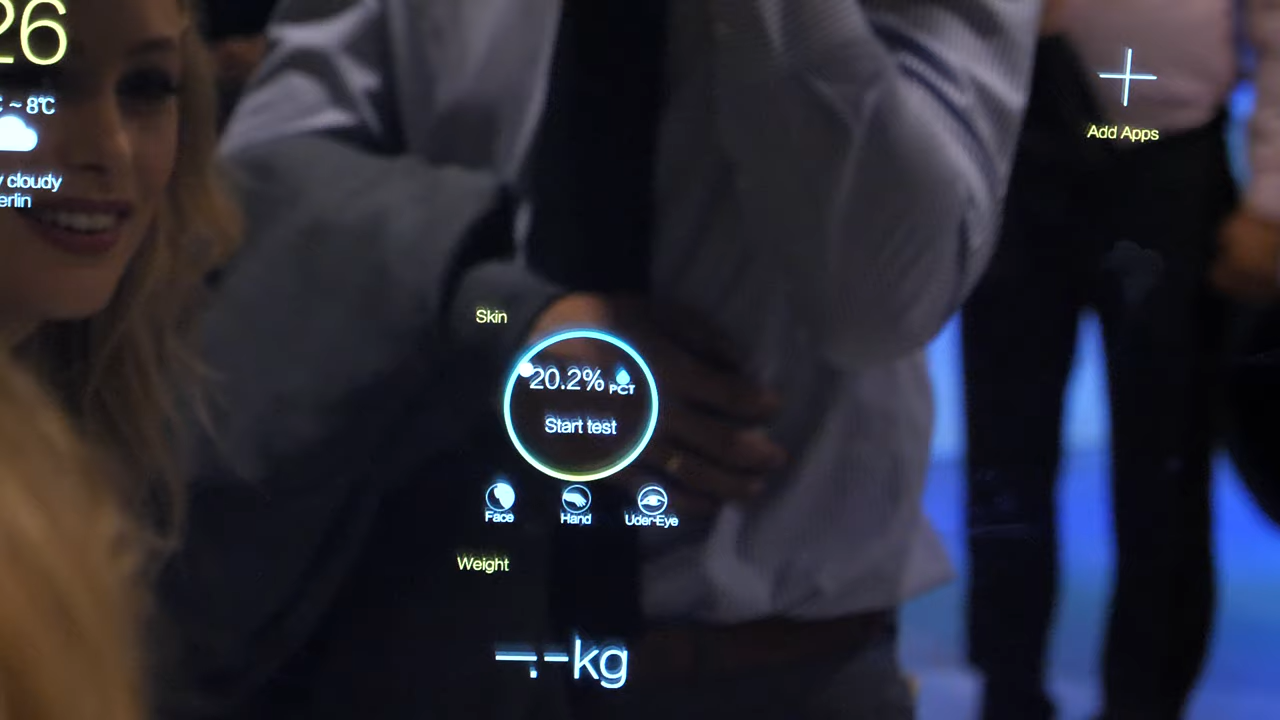 26
~ 8℃
cloudy
erlin
Add Apps
Skin
20.2% PCT
Start test
Face
Hand
Uder-Eye
Weight
--.-kg